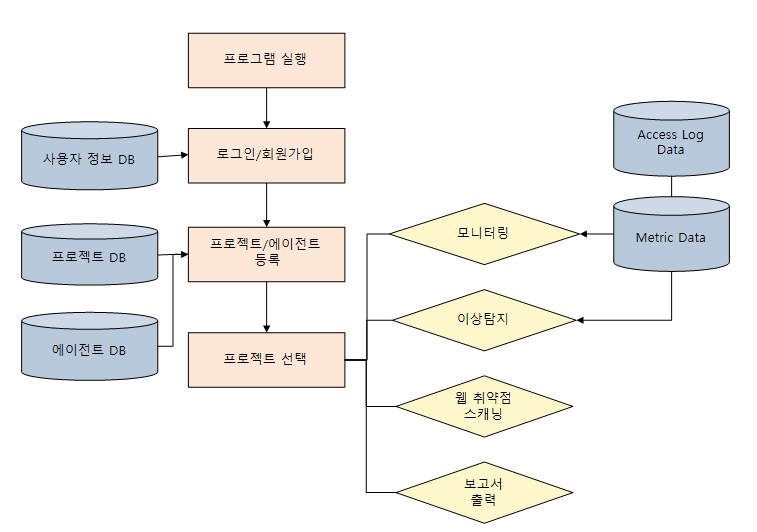 프로그램 실행
사용자 정보 DB
로그인/회원가입
Access Log
Data
프로젝트 DB
프로젝트/에이전트
등록
모니터링
Metric Data
에이전트 DB
프로젝트 선택
이상탐지
웹 취약점
스캐닝
보고서
출력